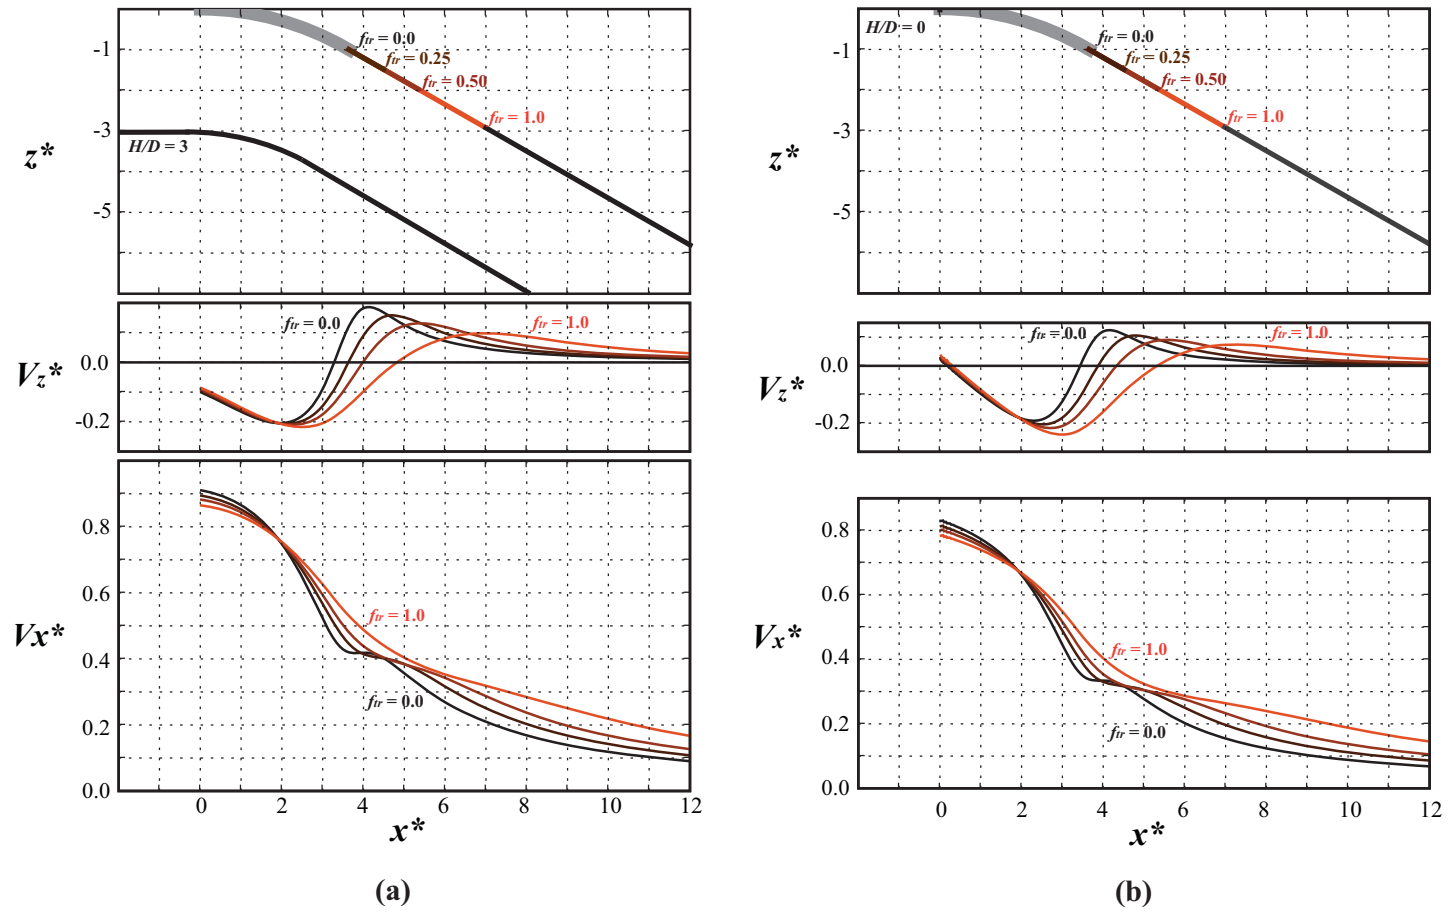 f_tr = 0.0
f_tr = 0.25
f_tr = 0.50
f_tr = 1.0
H/D = 3
-1
-3
-5
z*
f_tr = 0.0
f_tr = 1.0
0.0
-0.2
Vz*
f_tr = 1.0
f_tr = 0.0
0.8
0.6
0.4
0.2
0.0
Vx*
0 2 4 6 8 10 12
x*
(a)
H/D = 0
f_tr = 0.0
f_tr = 0.25
f_tr = 0.50
f_tr = 1.0
-1
-3
-5
z*
f_tr = 0.0
f_tr = 1.0
0.0
-0.2
Vz*
f_tr = 1.0
f_tr = 0.0
0.8
0.6
0.4
0.2
0.0
Vx*
0 2 4 6 8 10 12
x*
(b)